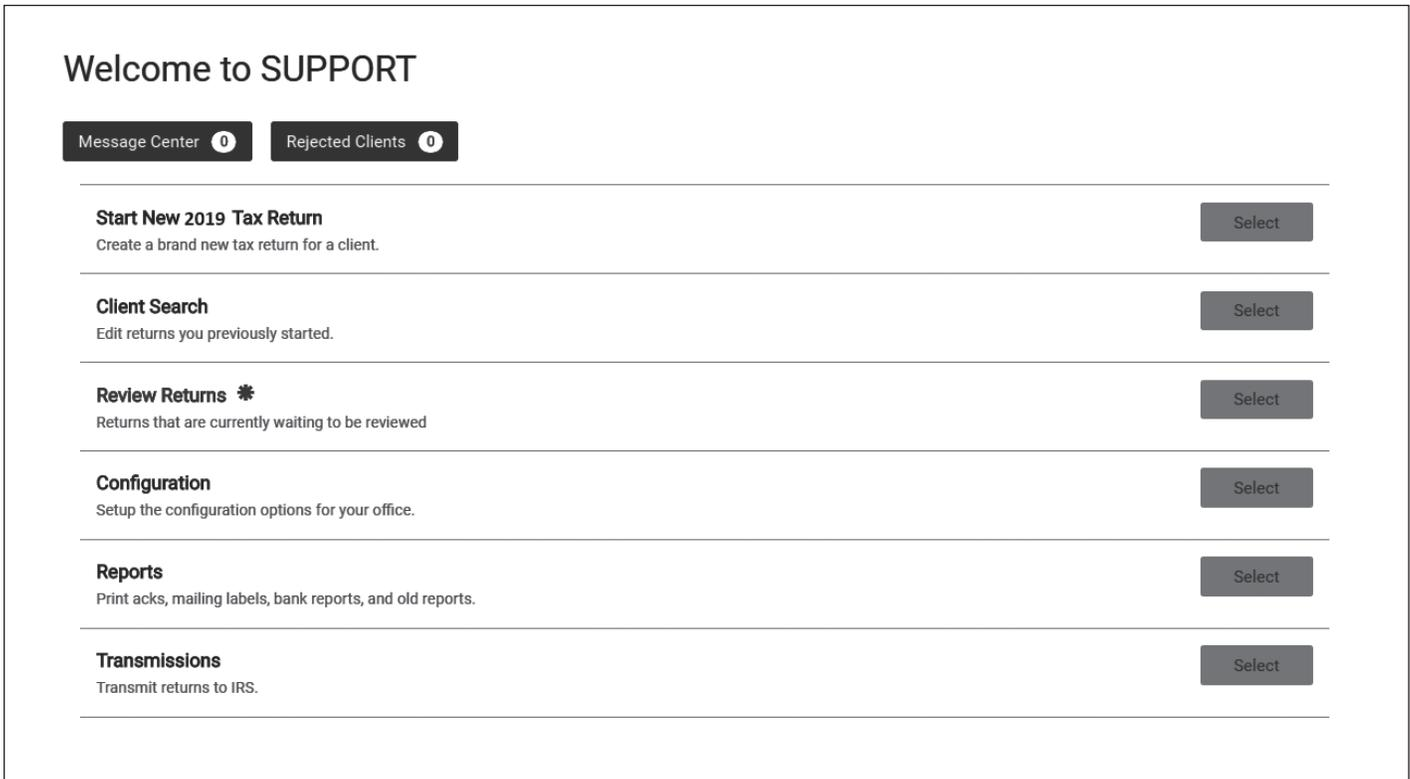 Welcome to SUPPORT
Message Center 0 Rejected Clients 0
Start New 2019 Tax Return
Select
Create a brand new tax return for a client.
Client Search
Select
Edit returns you previously started.
Review Returns ✱
Select
Returns that are currently waiting to be reviewed
Configuration
Select
Setup the configuration options for your office.
Reports
Select
Print acks, mailing labels, bank reports, and old reports.
Transmissions
Select
Transmit returns to IRS.